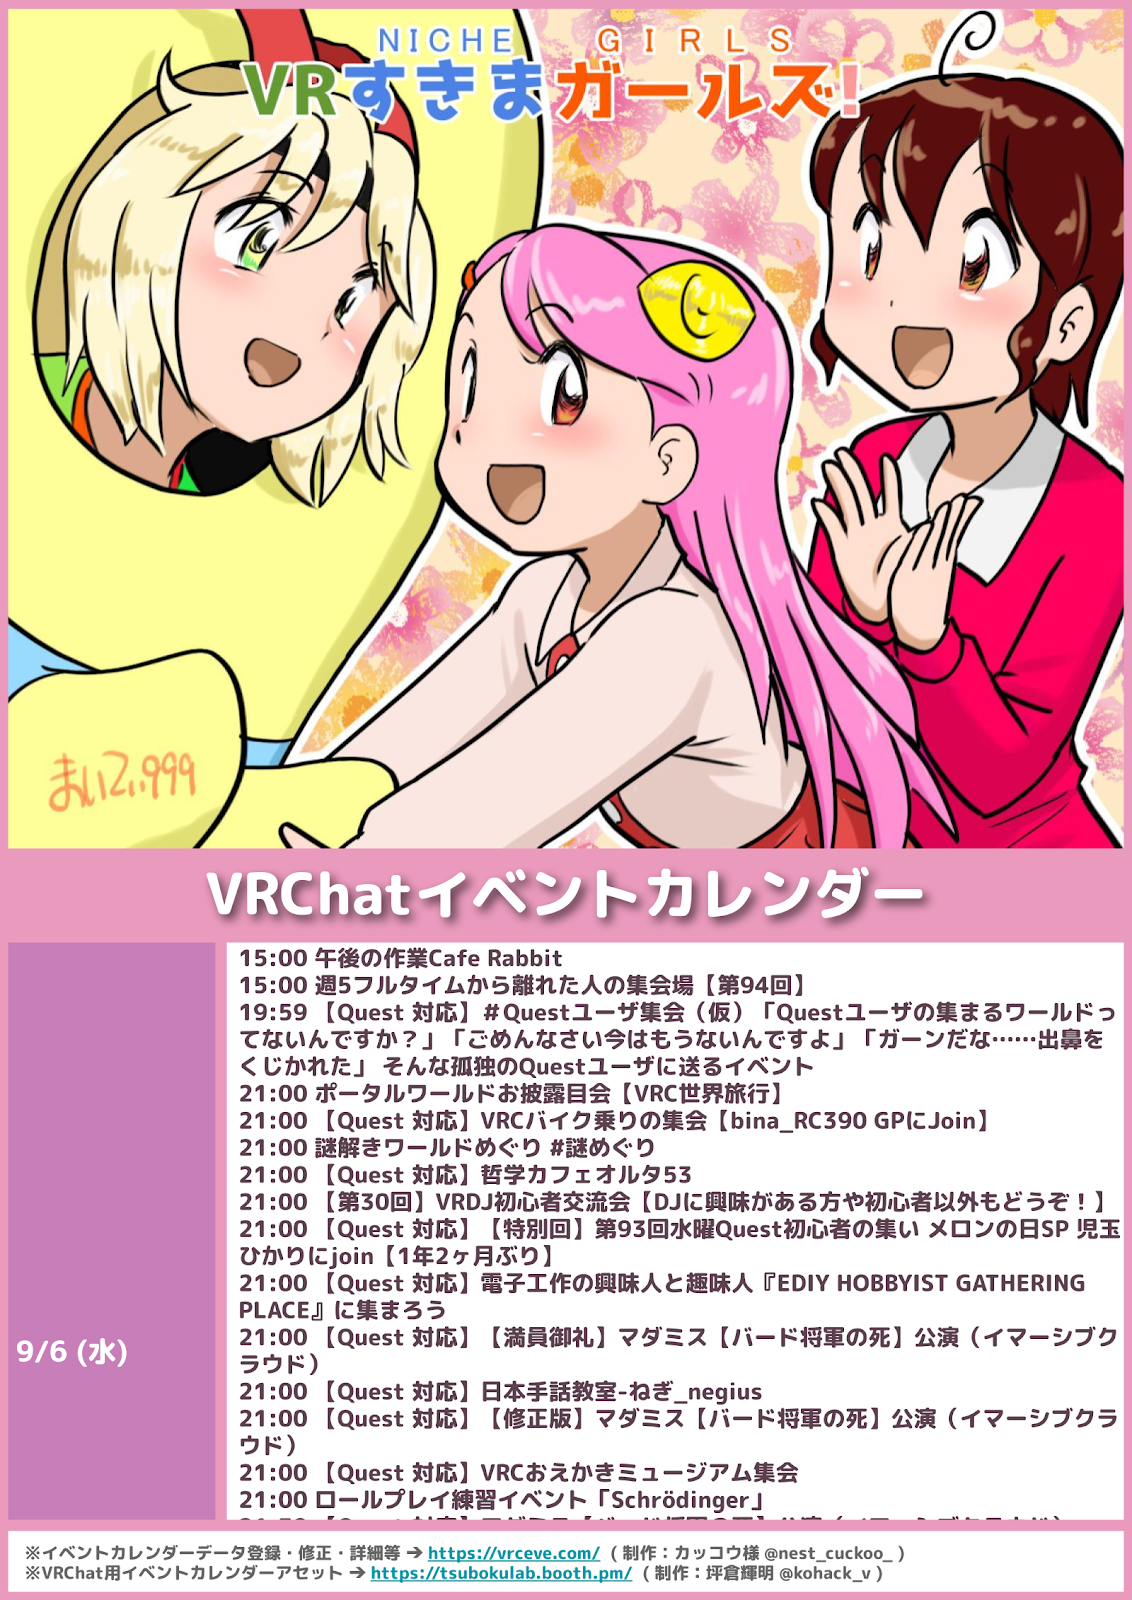 NICHE GIRLS
VRすきまガールズ!
まいてい999
VRChatイベントカレンダー
9/6 (水)
15:00 午後の作業Cafe Rabbit
15:00 週5フルタイムから離れた人の集会場【第94回】
19:59 【Quest 対応】＃Questユーザ集会（仮）「Questユーザの集まるワールドっ
てないんですか？」「ごめんなさい今はもうないんですよ」「ガーンだな……出鼻を
くじかれた」 そんな孤独のQuestユーザに送るイベント
21:00 ポータルワールドお披露目会【VRC世界旅行】
21:00 【Quest 対応】VRCバイク乗りの集会【bina_RC390 GPにJoin】
21:00 謎解きワールドめぐり #謎めぐり
21:00 【Quest 対応】哲学カフェオルタ53
21:00 【第30回】VRDJ初心者交流会【DJに興味がある方や初心者以外もどうぞ！】
21:00 【Quest 対応】【特別回】第93回水曜Quest初心者の集い メロンの日SP 児玉
ひかりにjoin【1年2ヶ月ぶり】
21:00 【Quest 対応】電子工作の興味人と趣味人『EDIY HOBBYIST GATHERING
PLACE』に集まろう
21:00 【Quest 対応】【満員御礼】マダミス【バード将軍の死】公演（イマーシブク
ラウド）
21:00 【Quest 対応】日本手話教室-ねぎ_negius
21:00 【Quest 対応】【修正版】マダミス【バード将軍の死】公演（イマーシブクラ
ウド）
21:00 【Quest 対応】VRCおえかきミュージアム集会
21:00 ロールプレイ練習イベント「Schrödinger」
※イベントカレンダーデータ登録・修正・詳細等 ➔ https://vrceve.com/ （ 制作：カッコウ様 @nest_cuckoo_ ）
※VRChat用イベントカレンダーアセット ➔ https://tsubokulab.booth.pm/ （ 制作：坪倉輝明 @kohack_v ）